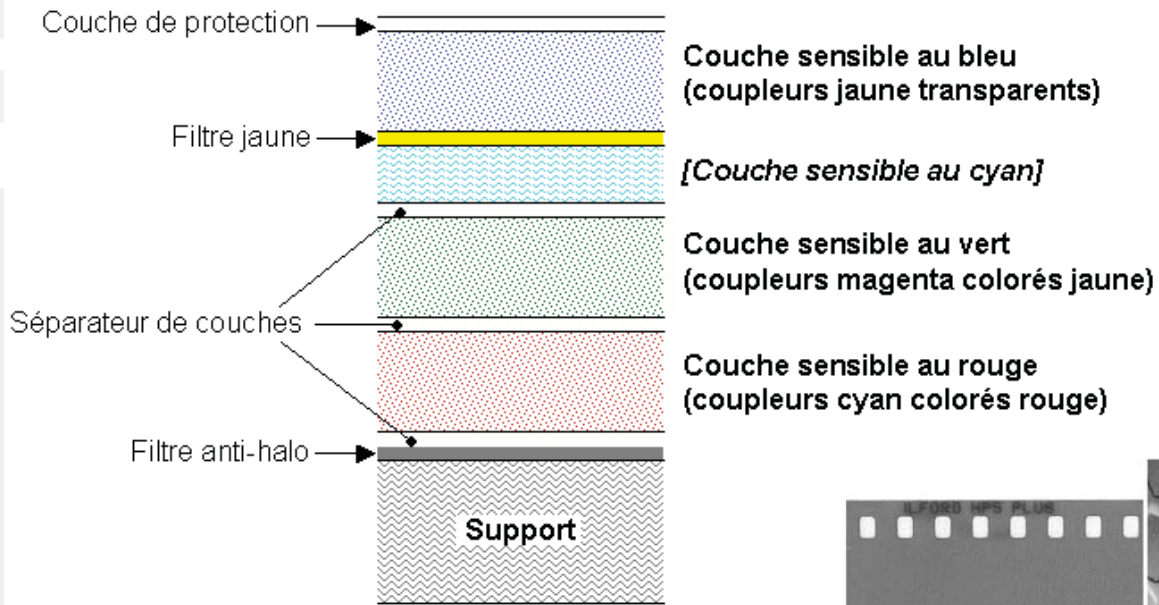 Couche de protection
Couche sensible au bleu
(coupleurs jaune transparents)
Filtre jaune
[Couche sensible au cyan]
Couche sensible au vert
(coupleurs magenta colorés jaune)
Séparateur de couches
Couche sensible au rouge
(coupleurs cyan colorés rouge)
Filtre anti-halo
Support
ILFORD HP5 PLUS